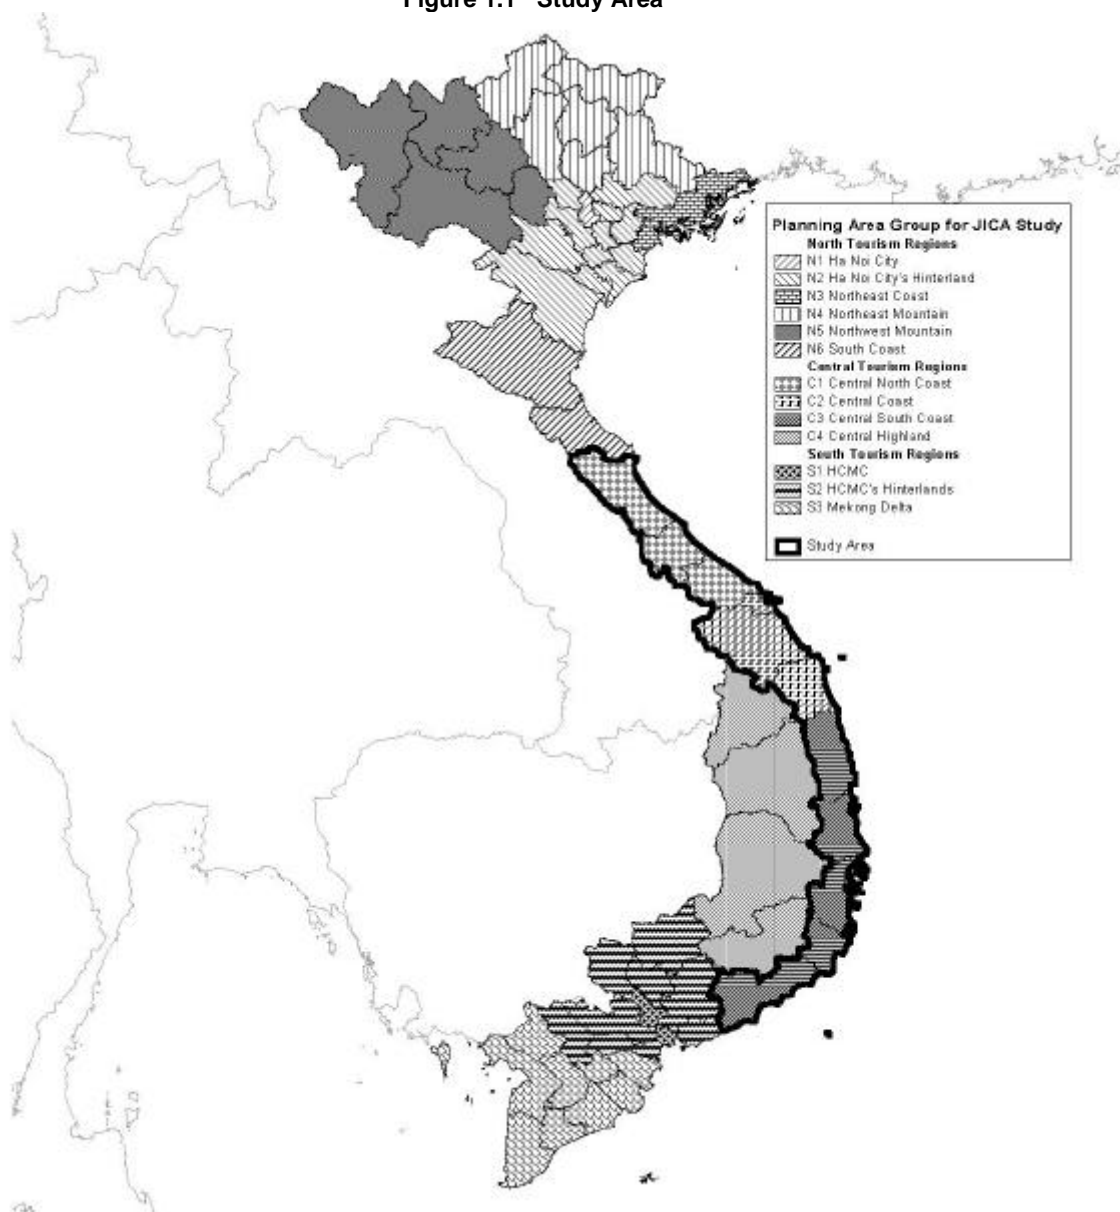 Figure 1.1 Study Area
Planning Area Group for JICA Study
North Tourism Regions
N1 Ha Noi City
N2 Ha Noi City's Hinterland
N3 Northeast Coast
N4 Northeast Mountain
N5 Northwest Mountain
N6 South Coast
Central Tourism Regions
C1 Central North Coast
C2 Central Coast
C3 Central South Coast
C4 Central Highland
South Tourism Regions
S1 HCMC
S2 HCMC's Hinterlands
S3 Mekong Delta
Study Area